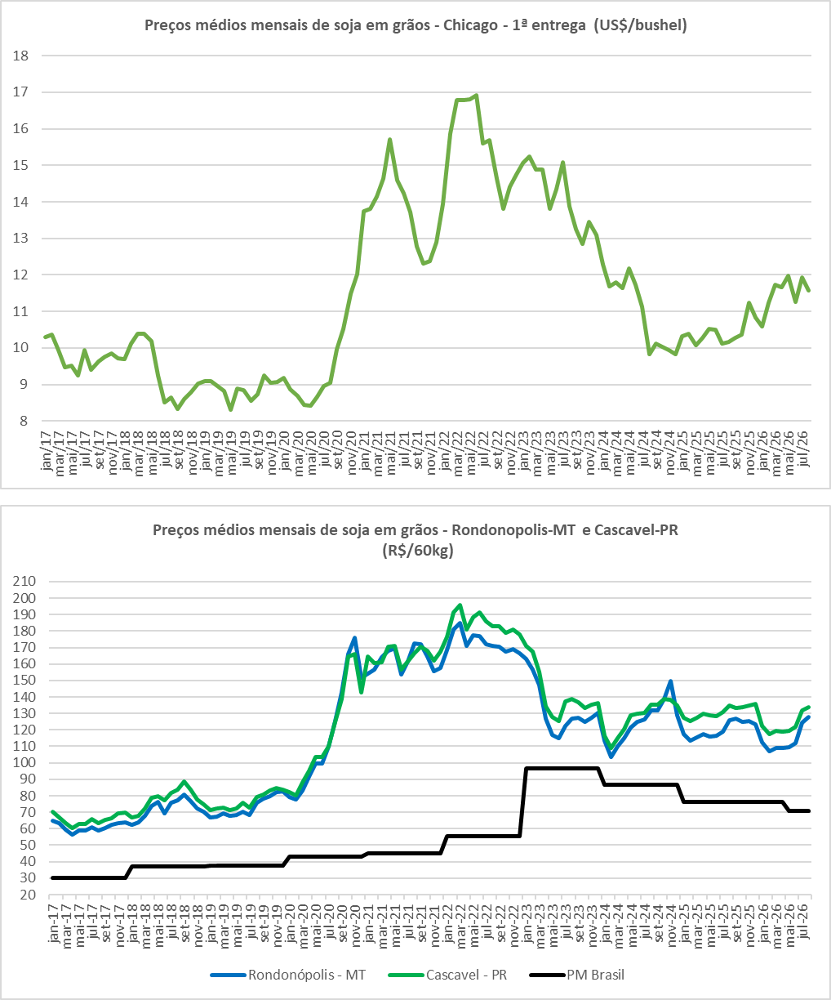 Preços médios mensais de soja em grãos - Chicago - 1ª entrega (US$/bushel)
18
17
16
15
14
13
12
11
10
9
8
jan/17
mar/17
mai/17
jul/17
set/17
nov/17
jan/18
mar/18
mai/18
jul/18
set/18
nov/18
jan/19
mar/19
mai/19
jul/19
set/19
nov/19
jan/20
mar/20
mai/20
jul/20
set/20
nov/20
jan/21
mar/21
mai/21
jul/21
set/21
nov/21
jan/22
mar/22
mai/22
jul/22
set/22
nov/22
jan/23
mar/23
mai/23
jul/23
set/23
nov/23
jan/24
mar/24
mai/24
jul/24
set/24
nov/24
jan/25
mar/25
mai/25
jul/25
set/25
nov/25
jan/26
mar/26
mai/26
jul/26
Preços médios mensais de soja em grãos - Rondonopolis-MT e Cascavel-PR
(R$/60kg)
210
200
190
180
170
160
150
140
130
120
110
100
90
80
70
60
50
40
30
20
jan-17
mar-17
mai-17
jul-17
set-17
nov-17
jan-18
mar-18
mai-18
jul-18
set-18
nov-18
jan-19
mar-19
mai-19
jul-19
set-19
nov-19
jan-20
mar-20
mai-20
jul-20
set-20
nov-20
jan-21
mar-21
mai-21
jul-21
set-21
nov-21
jan-22
mar-22
mai-22
jul-22
set-22
nov-22
jan-23
mar-23
mai-23
jul-23
set-23
nov-23
jan-24
mar-24
mai-24
jul-24
set-24
nov-24
jan-25
mar-25
mai-25
jul-25
set-25
nov-25
jan-26
mar-26
mai-26
jul-26
Rondonópolis - MT
Cascavel - PR
PM Brasil